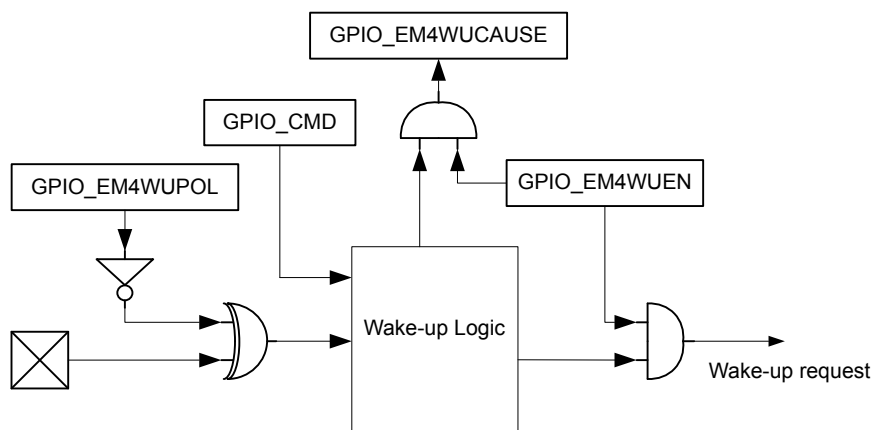 GPIO_EM4WUCAUSE
GPIO_CMD
GPIO_EM4WUPOL
GPIO_EM4WUEN
Wake-up Logic
Wake-up request